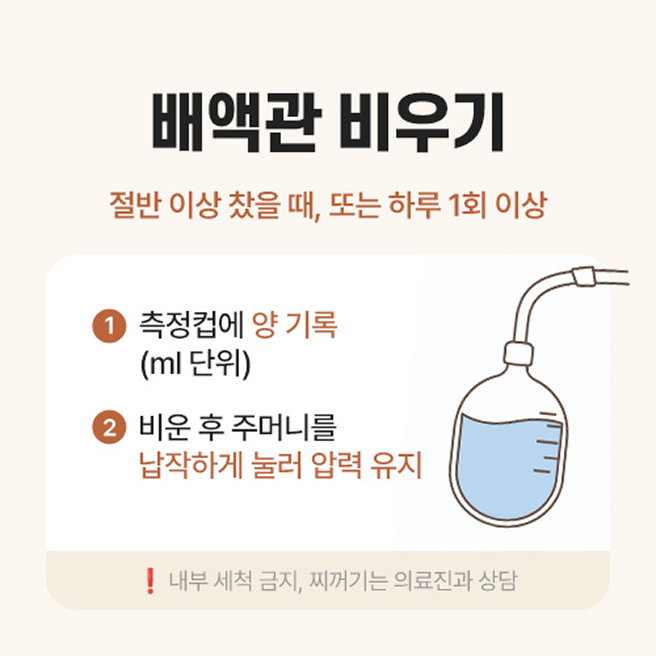 배액관 비우기
절반 이상 찼을 때, 또는 하루 1회 이상
1 측정컵에 양 기록
(ml 단위)
2 비운 후 주머니를
납작하게 눌러 압력 유지
❗ 내부 세척 금지, 찌꺼기는 의료진과 상담